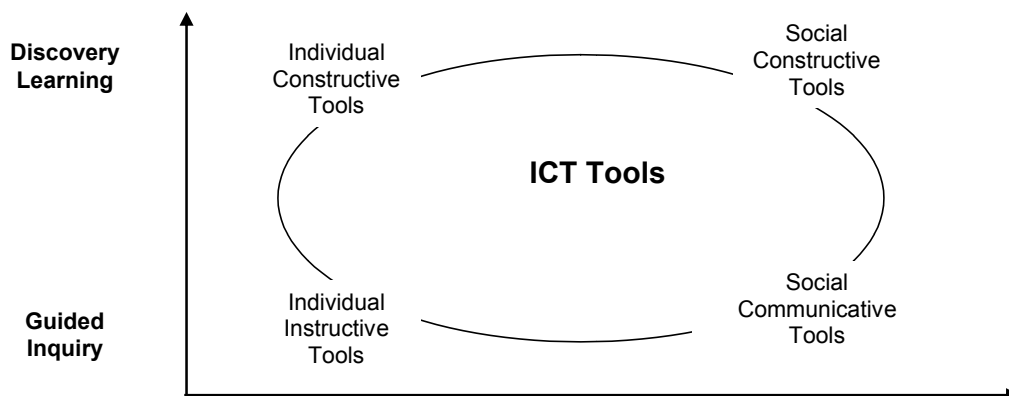 Discovery
Learning
Individual
Constructive
Tools
Social
Constructive
Tools
ICT Tools
Guided
Inquiry
Individual
Instructive
Tools
Social
Communicative
Tools